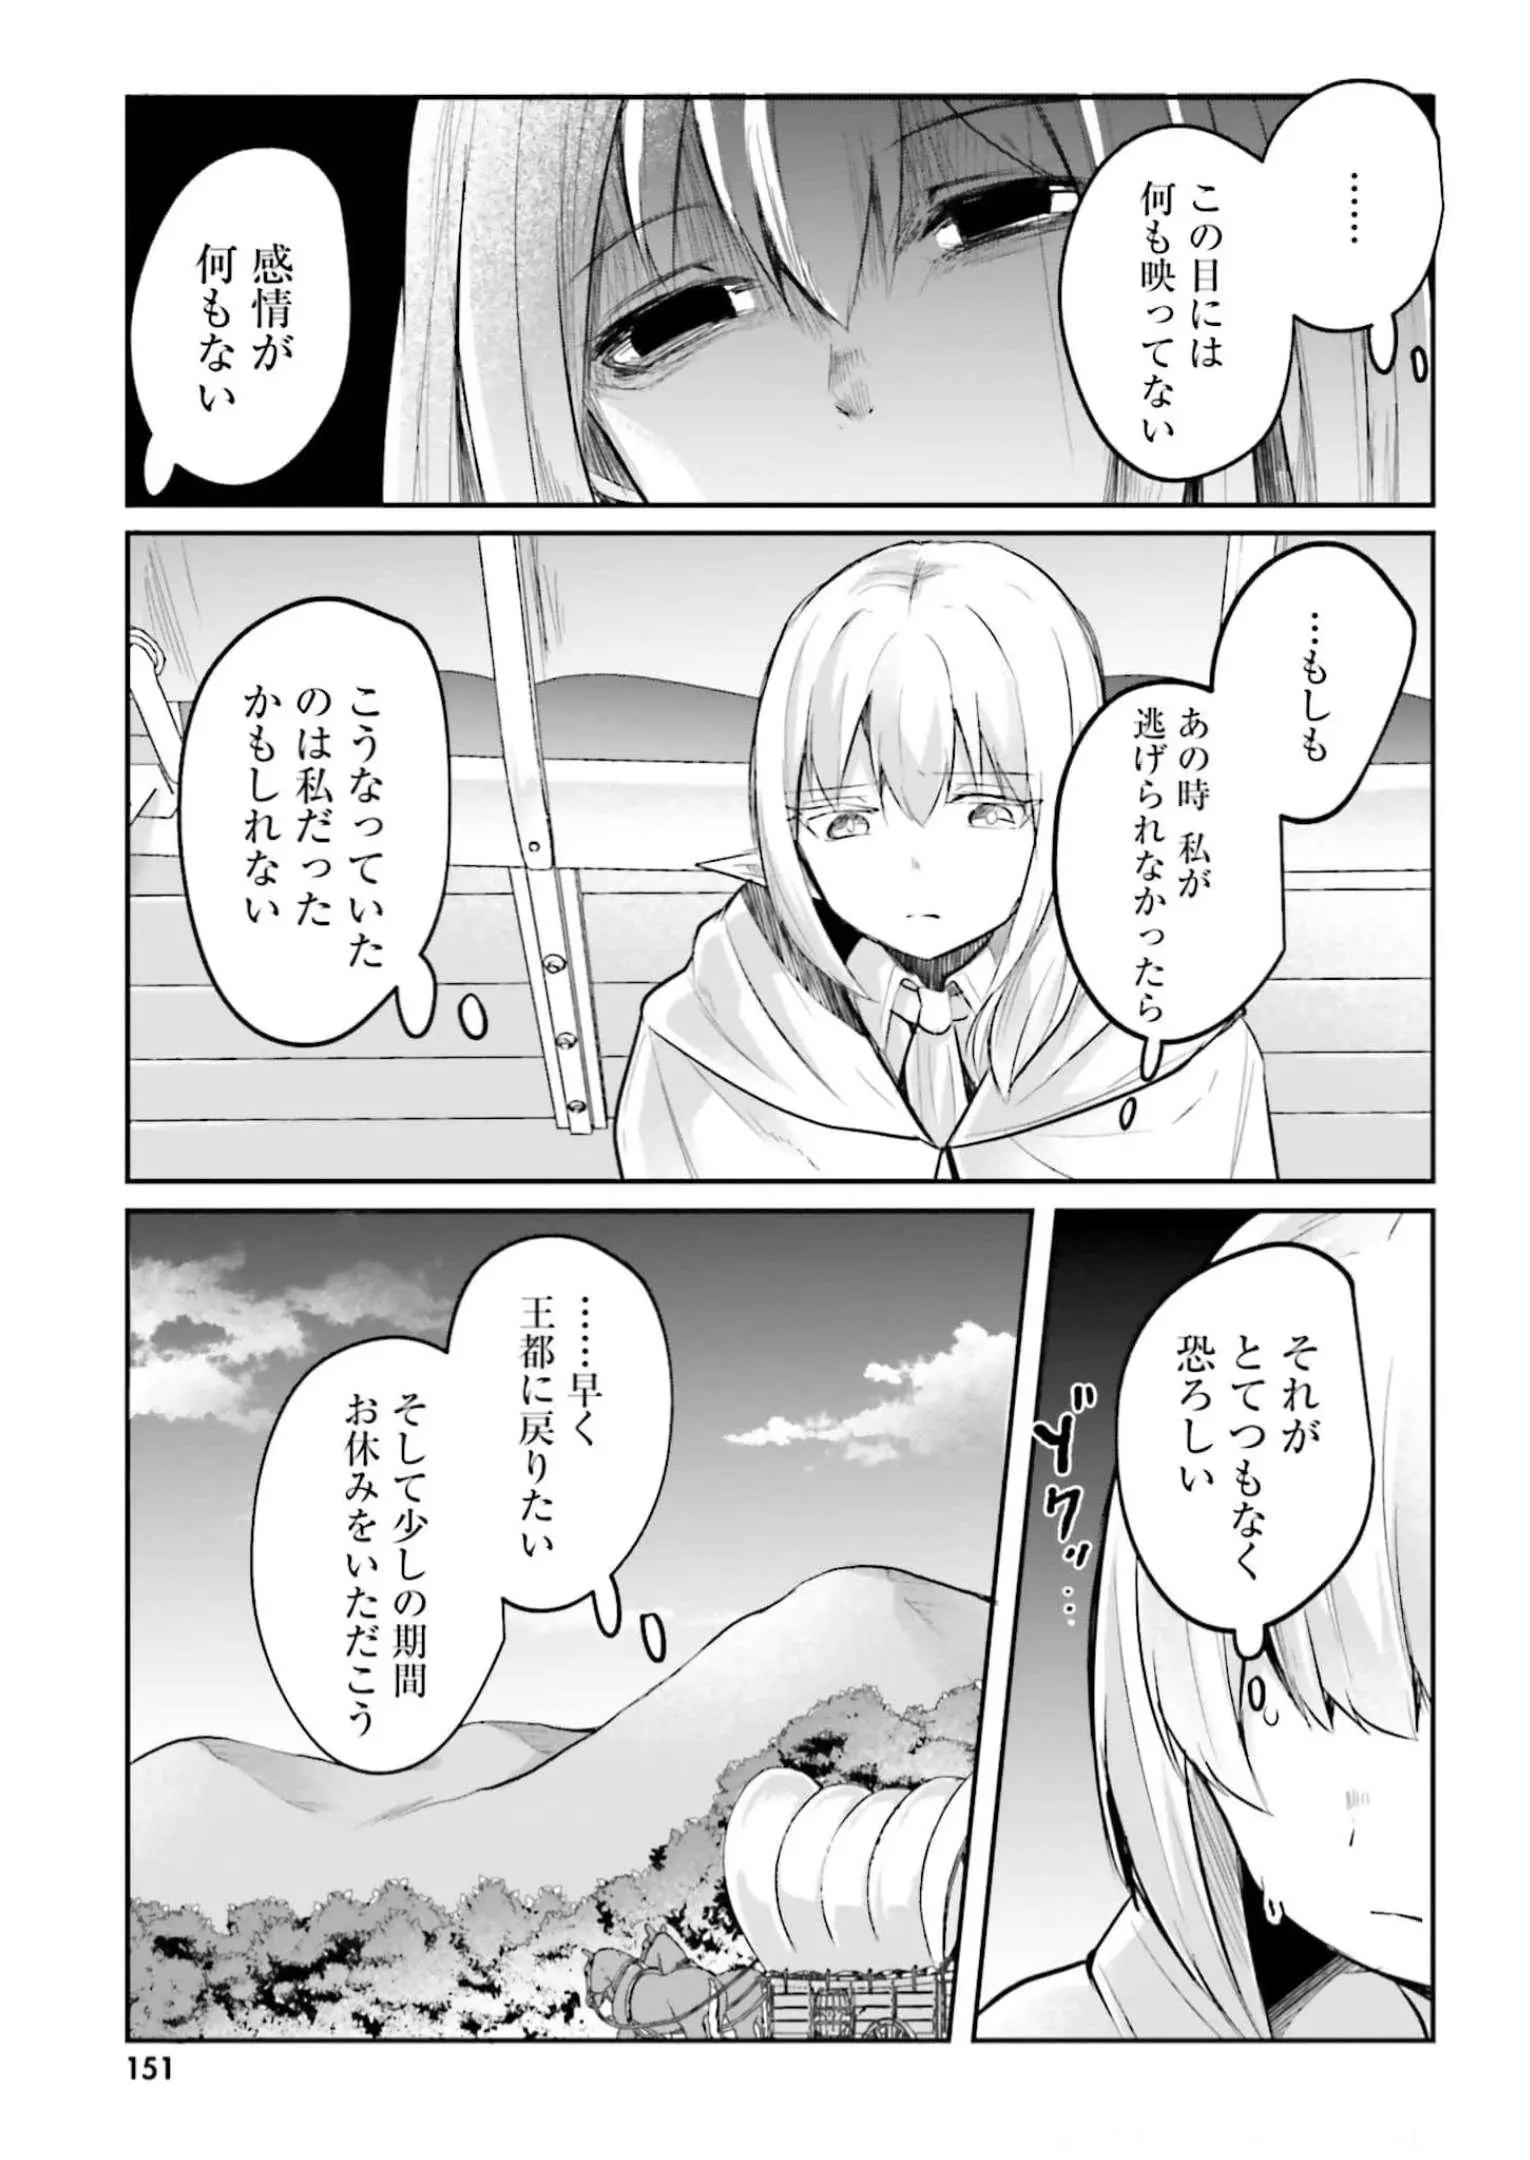 ……
この目には
何も映ってない
感情が
何もない
…もしも
あの時 私が
逃げられなかったら
こうなっていた
のは私だった
かもしれない
それが
とてつもなく
恐ろしい
ゾクッ…
……早く
王都に戻りたい
そして少しの期間
お休みをいただこう
151